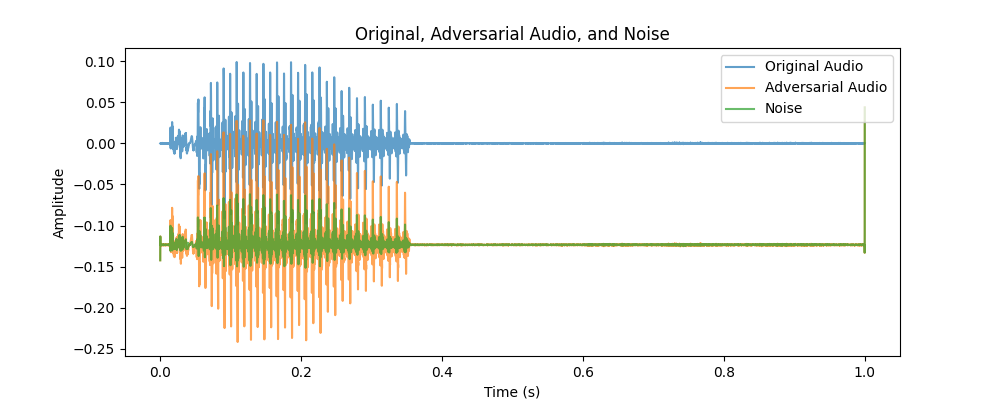 Original, Adversarial Audio, and Noise
Original Audio
Adversarial Audio
Noise
Amplitude
0.10
0.05
0.00
−0.05
−0.10
−0.15
−0.20
−0.25
0.0
0.2
0.4
0.6
0.8
1.0
Time (s)